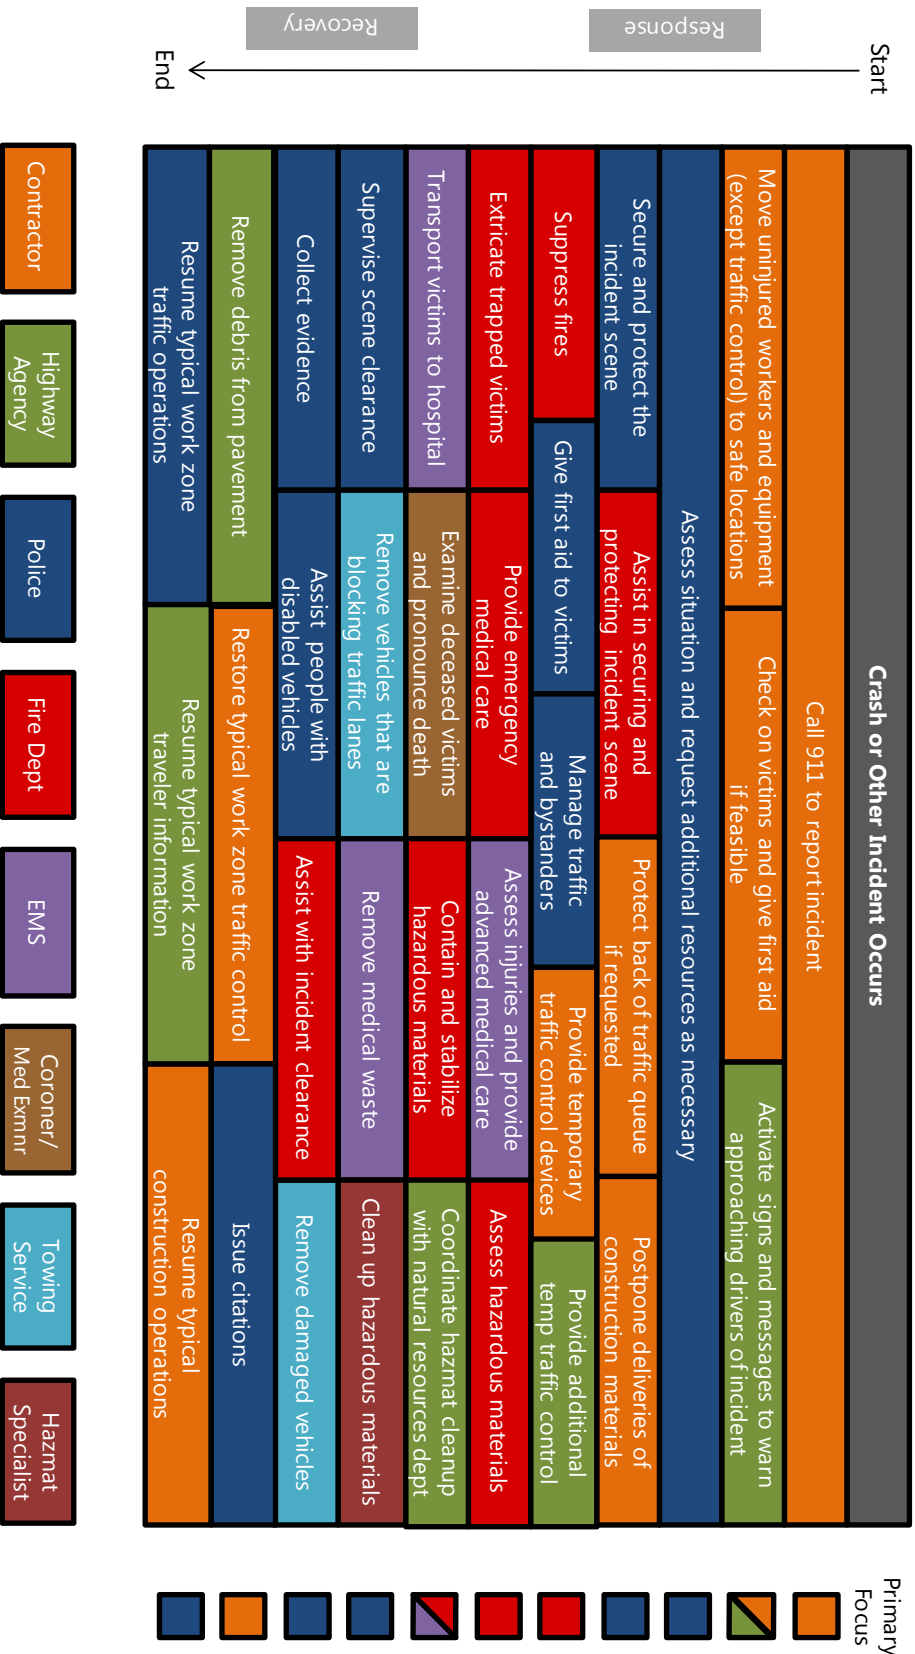 Start
Response
Recovery
End
Primary
Focus
Crash or Other Incident Occurs
Call 911 to report incident
Move uninjured workers and equipment
(except traffic control) to safe locations
Check on victims and give first aid
if feasible
Activate signs and messages to warn
approaching drivers of incident
Assess situation and request additional resources as necessary
Secure and protect the
incident scene
Assist in securing and
protecting incident scene
Protect back of traffic queue
if requested
Postpone deliveries of
construction materials
Suppress fires
Give first aid to victims
Manage traffic
and bystanders
Provide temporary
traffic control devices
Provide additional
temp traffic control
Extricate trapped victims
Provide emergency
medical care
Assess injuries and provide
advanced medical care
Assess hazardous materials
Transport victims to hospital
Examine deceased victims
and pronounce death
Contain and stabilize
hazardous materials
Coordinate hazmat cleanup
with natural resources dept
Supervise scene clearance
Remove vehicles that are
blocking traffic lanes
Remove medical waste
Clean up hazardous materials
Collect evidence
Assist people with
disabled vehicles
Assist with incident clearance
Remove damaged vehicles
Remove debris from pavement
Restore typical work zone traffic control
Issue citations
Resume typical work zone
traffic operations
Resume typical work zone
traveler information
Resume typical
construction operations
Contractor
Highway
Agency
Police
Fire Dept
EMS
Coroner/
Med Exmnr
Towing
Service
Hazmat
Specialist